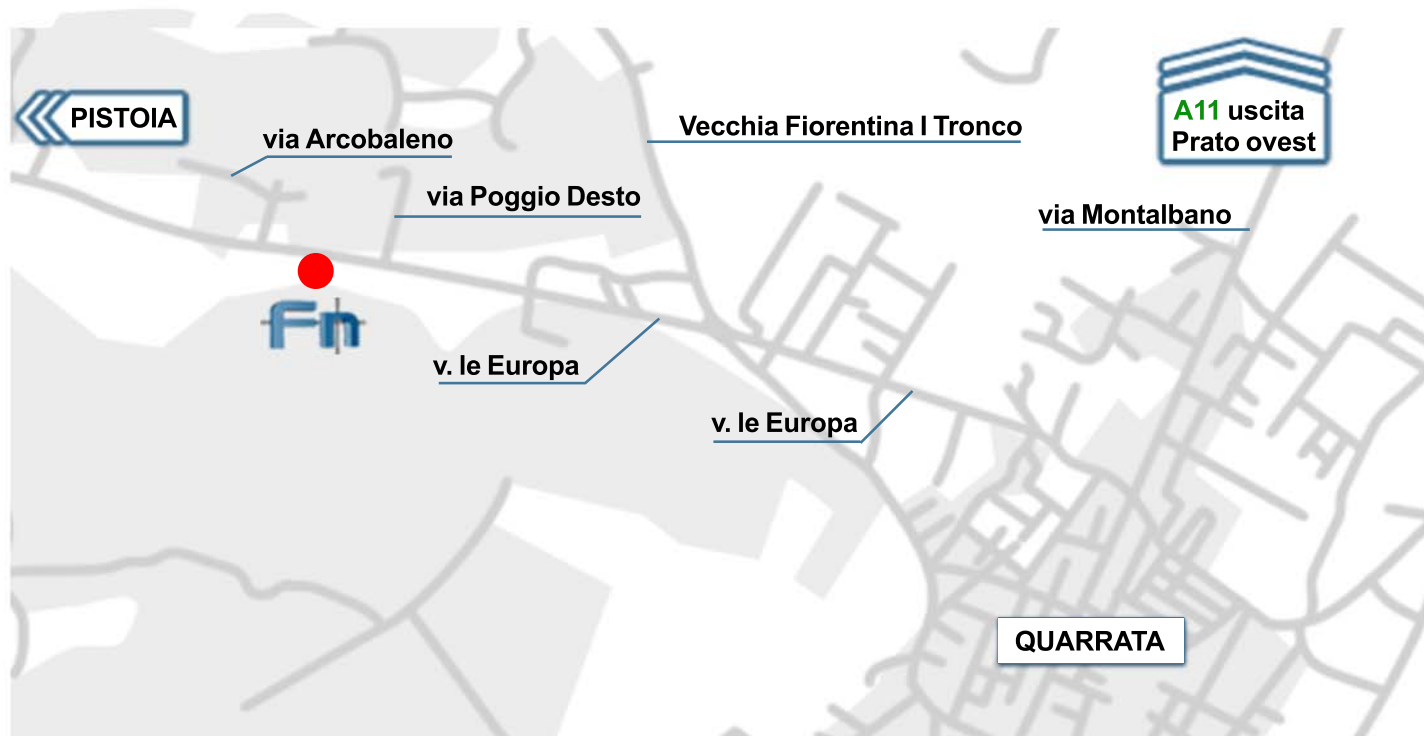 PISTOIA
via Arcobaleno
Vecchia Fiorentina I Tronco
A11 uscita
Prato ovest
via Poggio Desto
via Montalbano
Fn
v. le Europa
v. le Europa
QUARRATA